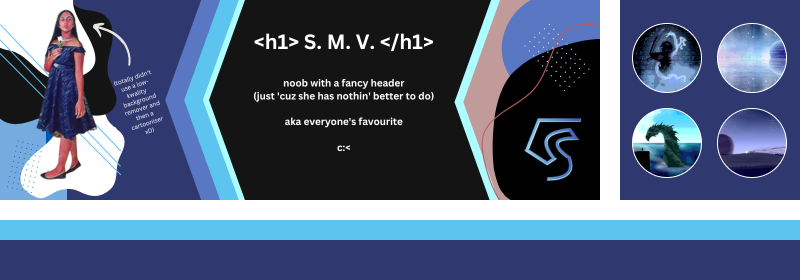 (totally didn't
use a low-
kwality
background
remover and
then a
cartooniser
xD)
<h1> S. M. V. </h1>
noob with a fancy header
(just 'cuz she has nothin' better to do)
aka everyone's favourite
c:<